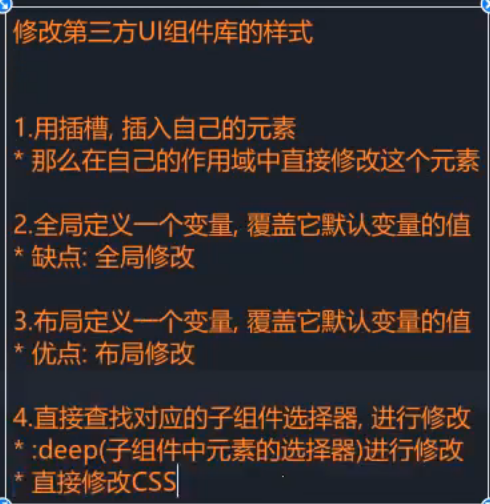 修改第三方UI组件库的样式
1.用插槽, 插入自己的元素
* 那么在自己的作用域中直接修改这个元素
2.全局定义一个变量, 覆盖它默认变量的值
* 缺点: 全局修改
3.布局定义一个变量, 覆盖它默认变量的值
* 优点: 布局修改
4.直接查找对应的子组件选择器, 进行修改
* :deep(子组件中元素的选择器)进行修改
* 直接修改CSS